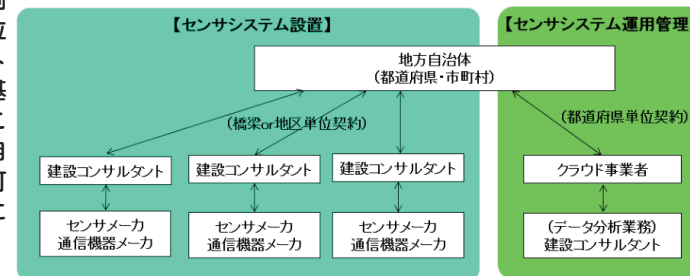 【センサシステム設置】
【センサシステム運用管理
地方自治体
(都道府県・市町村)
(橋梁or地区単位契約)
(都道府県単位契約)
建設コンサルタント
建設コンサルタント
建設コンサルタント
クラウド事業者
センサメーカ
通信機器メーカ
センサメーカ
通信機器メーカ
センサメーカ
通信機器メーカ
(データ分析業務)
建設コンサルタント